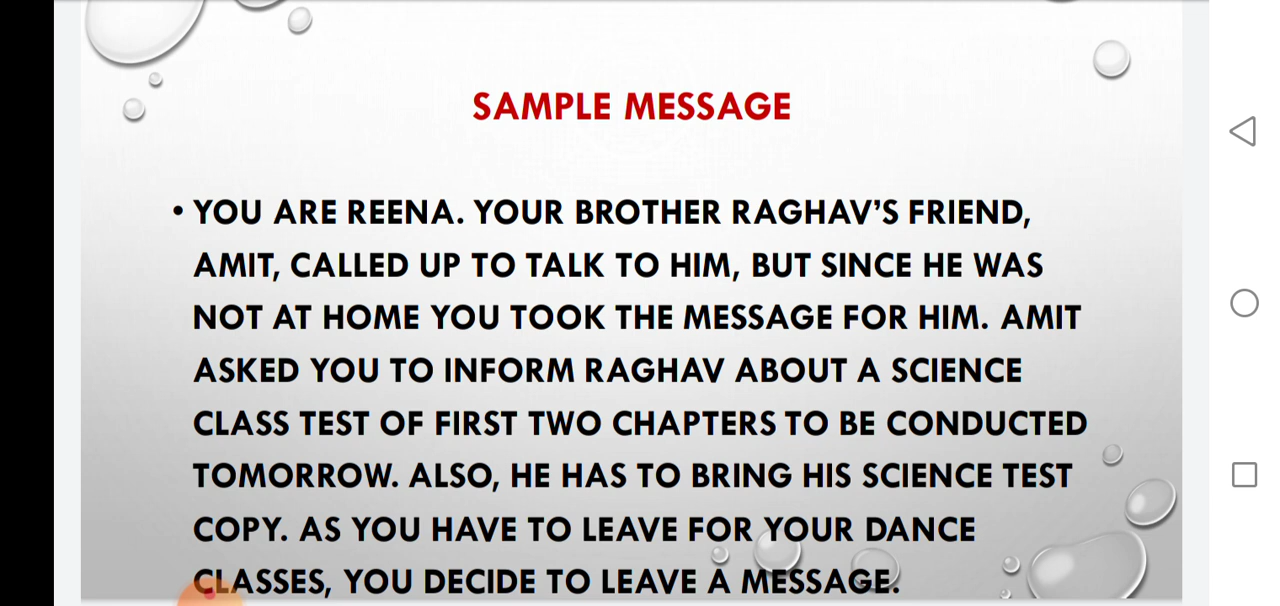 SAMPLE MESSAGE
• YOU ARE REENA. YOUR BROTHER RAGHAV’S FRIEND,
AMIT, CALLED UP TO TALK TO HIM, BUT SINCE HE WAS
NOT AT HOME YOU TOOK THE MESSAGE FOR HIM. AMIT
ASKED YOU TO INFORM RAGHAV ABOUT A SCIENCE
CLASS TEST OF FIRST TWO CHAPTERS TO BE CONDUCTED
TOMORROW. ALSO, HE HAS TO BRING HIS SCIENCE TEST
COPY. AS YOU HAVE TO LEAVE FOR YOUR DANCE
CLASSES, YOU DECIDE TO LEAVE A MESSAGE.